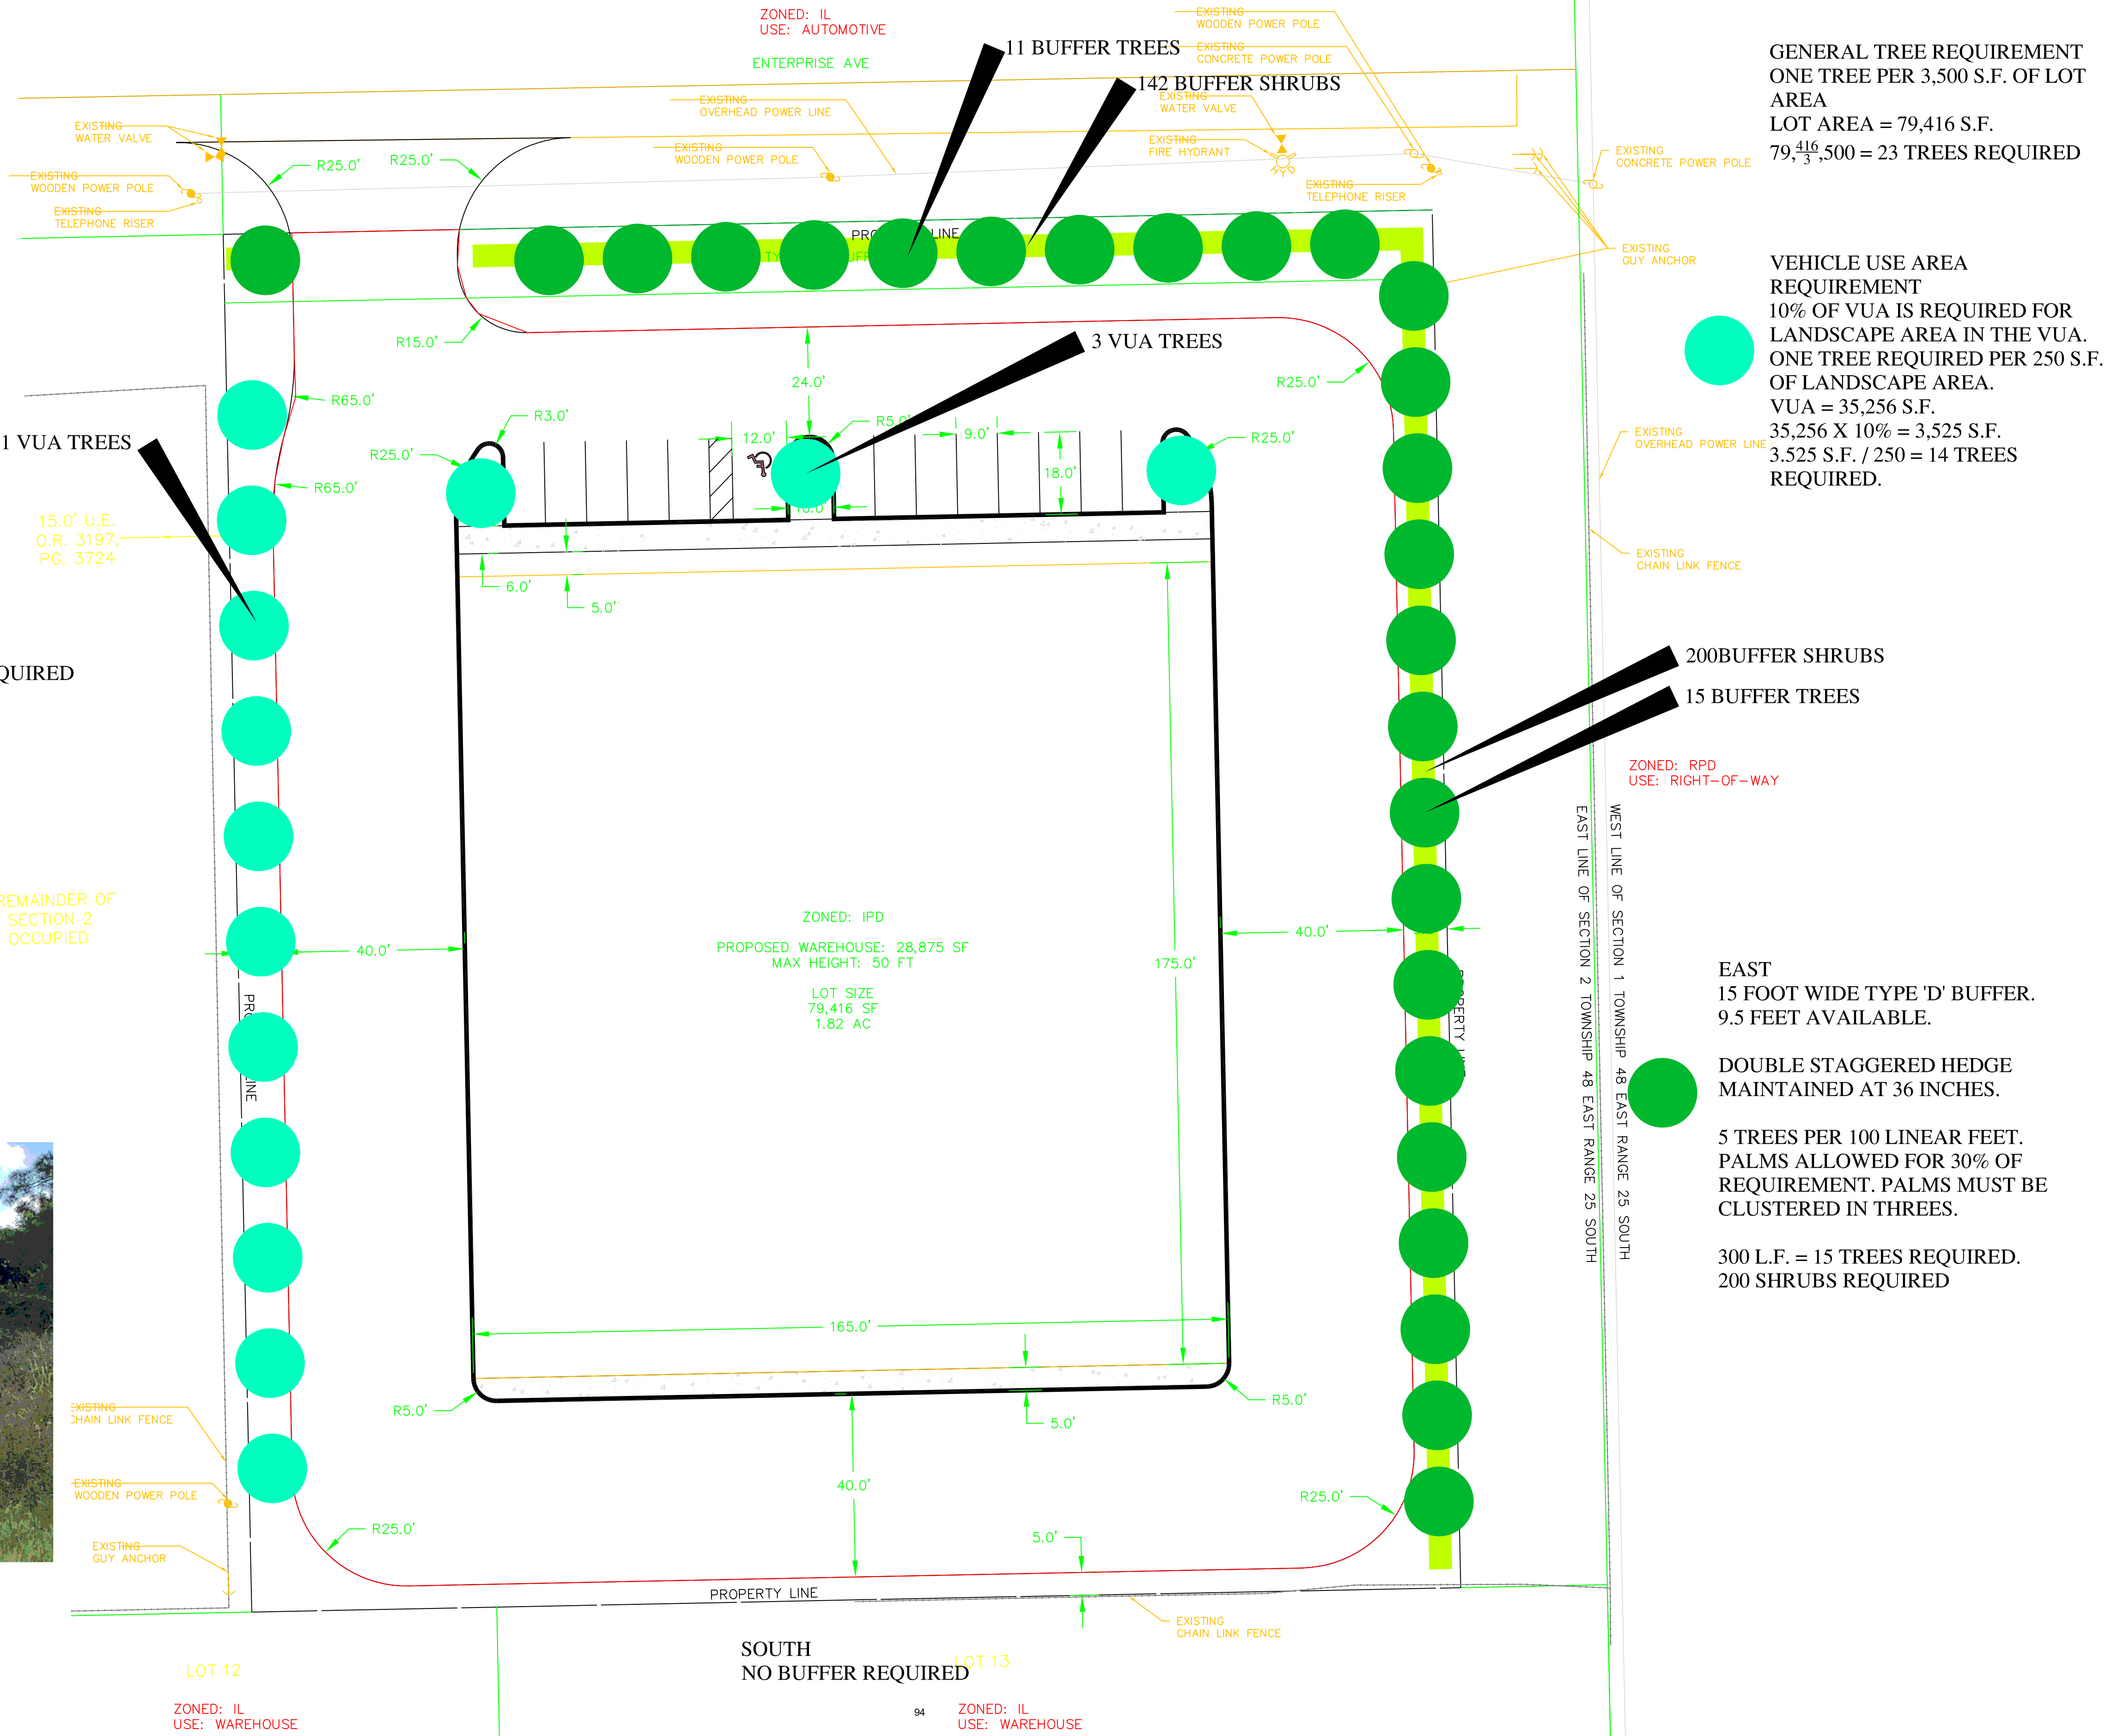 ZONED: IL
USE: AUTOMOTIVE
ENTERPRISE AVE
11 BUFFER TREES
142 BUFFER SHRUBS
EXISTING
WOODEN POWER POLE
EXISTING
CONCRETE POWER POLE
EXISTING
WATER VALVE
EXISTING
FIRE HYDRANT
EXISTING
TELEPHONE RISER
EXISTING
OVERHEAD POWER LINE
EXISTING
WOODEN POWER POLE
EXISTING
WATER VALVE
EXISTING
WOODEN POWER POLE
EXISTING
TELEPHONE RISER
R25.0'
R25.0'
EXISTING
CONCRETE POWER POLE
EXISTING
GUY ANCHOR
GENERAL TREE REQUIREMENT
ONE TREE PER 3,500 S.F. OF LOT
AREA
LOT AREA = 79,416 S.F.
79,416/3,500 = 23 TREES REQUIRED
VEHICLE USE AREA
REQUIREMENT
10% OF VUA IS REQUIRED FOR
LANDSCAPE AREA IN THE VUA.
ONE TREE REQUIRED PER 250 S.F.
OF LANDSCAPE AREA.
VUA = 35,256 S.F.
35,256 X 10% = 3,525 S.F.
3.525 S.F. / 250 = 14 TREES
REQUIRED.
R15.0'
24.0'
3 VUA TREES
R25.0'
R65.0'
R3.0'
R5.0'
12.0'
9.0'
18.0'
R25.0'
R25.0'
1 VUA TREES
R65.0'
15.0' U.E.
O.R. 3197,
PG. 3724
6.0'
5.0'
EXISTING
OVERHEAD POWER LINE
EXISTING
CHAIN LINK FENCE
QUIRED
200BUFFER SHRUBS
15 BUFFER TREES
ZONED: RPD
USE: RIGHT-OF-WAY
EAST LINE OF SECTION 2 TOWNSHIP 48 EAST RANGE 25 SOUTH
WEST LINE OF SECTION 1 TOWNSHIP 48 EAST RANGE 25 SOUTH
REMAINDER OF
SECTION 2
OCCUPIED
40.0'
ZONED: IPD
PROPOSED WAREHOUSE: 28,875 SF
MAX HEIGHT: 50 FT
LOT SIZE
79,416 SF
1.82 AC
175.0'
40.0'
EAST
15 FOOT WIDE TYPE 'D' BUFFER.
9.5 FEET AVAILABLE.
DOUBLE STAGGERED HEDGE
MAINTAINED AT 36 INCHES.
5 TREES PER 100 LINEAR FEET.
PALMS ALLOWED FOR 30% OF
REQUIREMENT. PALMS MUST BE
CLUSTERED IN THREES.
300 L.F. = 15 TREES REQUIRED.
200 SHRUBS REQUIRED
165.0'
R5.0'
R5.0'
5.0'
40.0'
R25.0'
R25.0'
5.0'
EXISTING
CHAIN LINK FENCE
EXISTING
WOODEN POWER POLE
EXISTING
GUY ANCHOR
PROPERTY LINE
EXISTING
CHAIN LINK FENCE
SOUTH
NO BUFFER REQUIRED
LOT 12
LOT 13
ZONED: IL
USE: WAREHOUSE
94
ZONED: IL
USE: WAREHOUSE